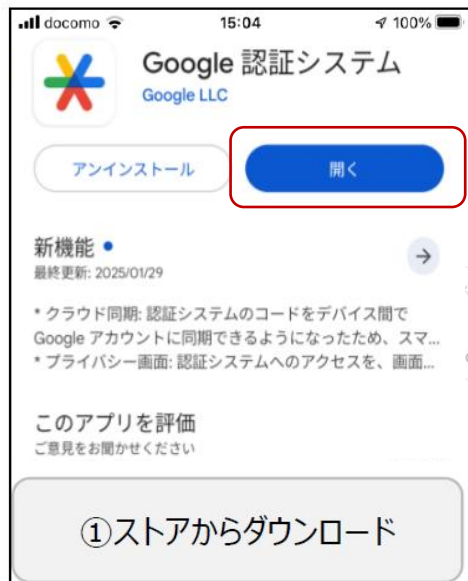 docomo 15:04 100%
Google 認証システム
Google LLC
アンインストール 開く
新機能
最終更新: 2025/01/29
* クラウド同期: 認証システムのコードをデバイス間で
Google アカウントに同期できるようになったため、スマ...
* プライバシー画面: 認証システムへのアクセスを、画面...
このアプリを評価
ご意見をお聞かせください
①ストアからダウンロード